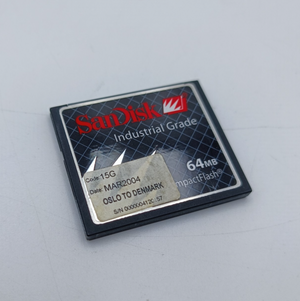 SanDisk
Industrial Grade
64MB
CompactFlash
Code: 15G
Date: MAR2004
OSLO TO DENMARK